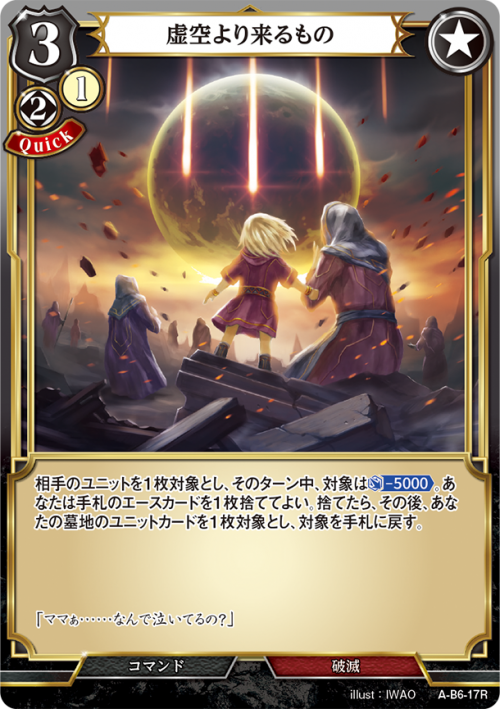 3
虚空より来るもの
2
1
Quick
相手のユニットを1枚対象とし、そのターン中、対象は-5000。あ
なたは手札のエースカードを1枚捨ててよい。捨てたら、その後、あな
たの墓地のユニットカードを1枚対象とし、対象を手札に戻す。
「ママぁ……なんで泣いてるの？」
コマンド
破滅
illust：IWAO A-B6-17R